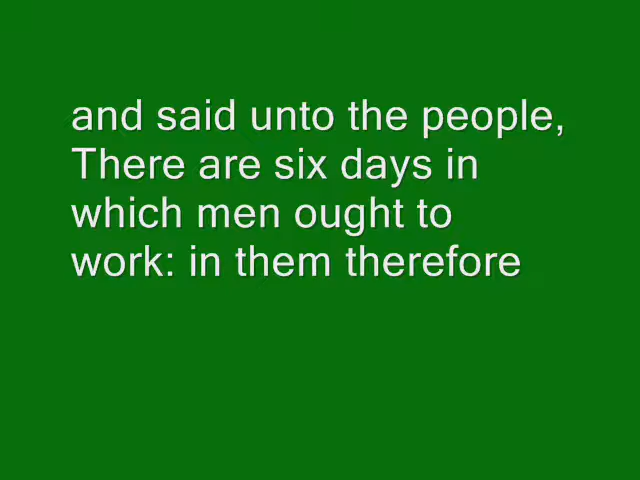 and said unto the people,
There are six days in
which men ought to
work: in them therefore